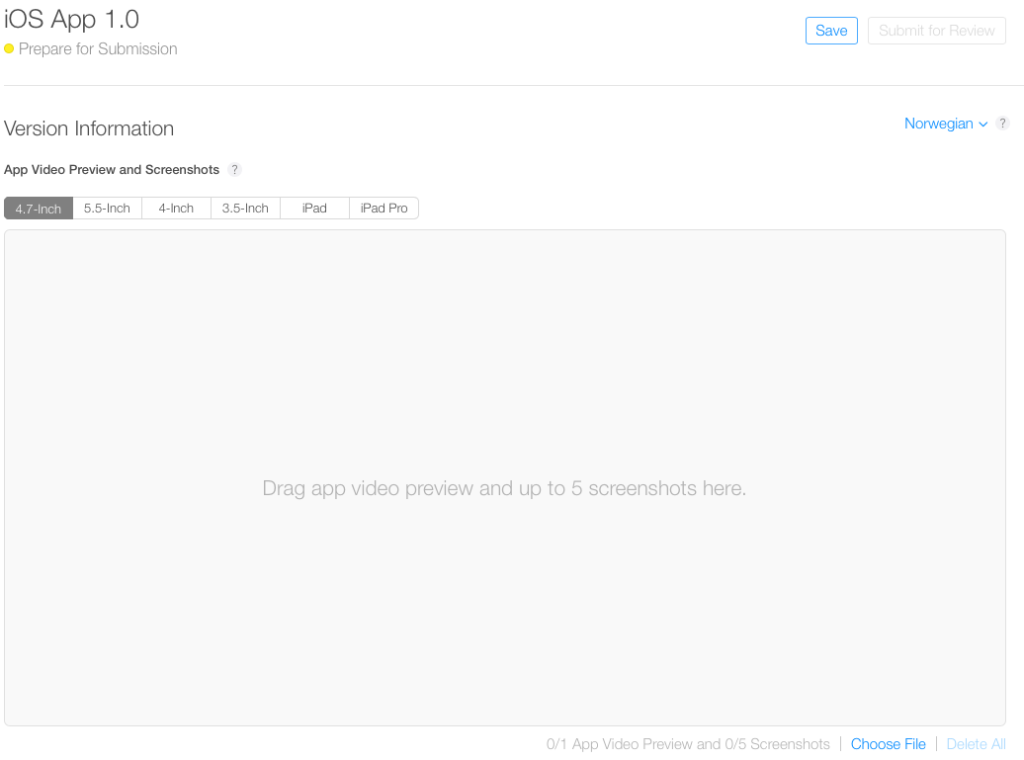 iOS App 1.0
Save
Submit for Review
Prepare for Submission
Version Information
Norwegian
?
App Video Preview and Screenshots ?
4.7-Inch 5.5-Inch 4-Inch 3.5-Inch iPad iPad Pro
Drag app video preview and up to 5 screenshots here.
0/1 App Video Preview and 0/5 Screenshots Choose File Delete All